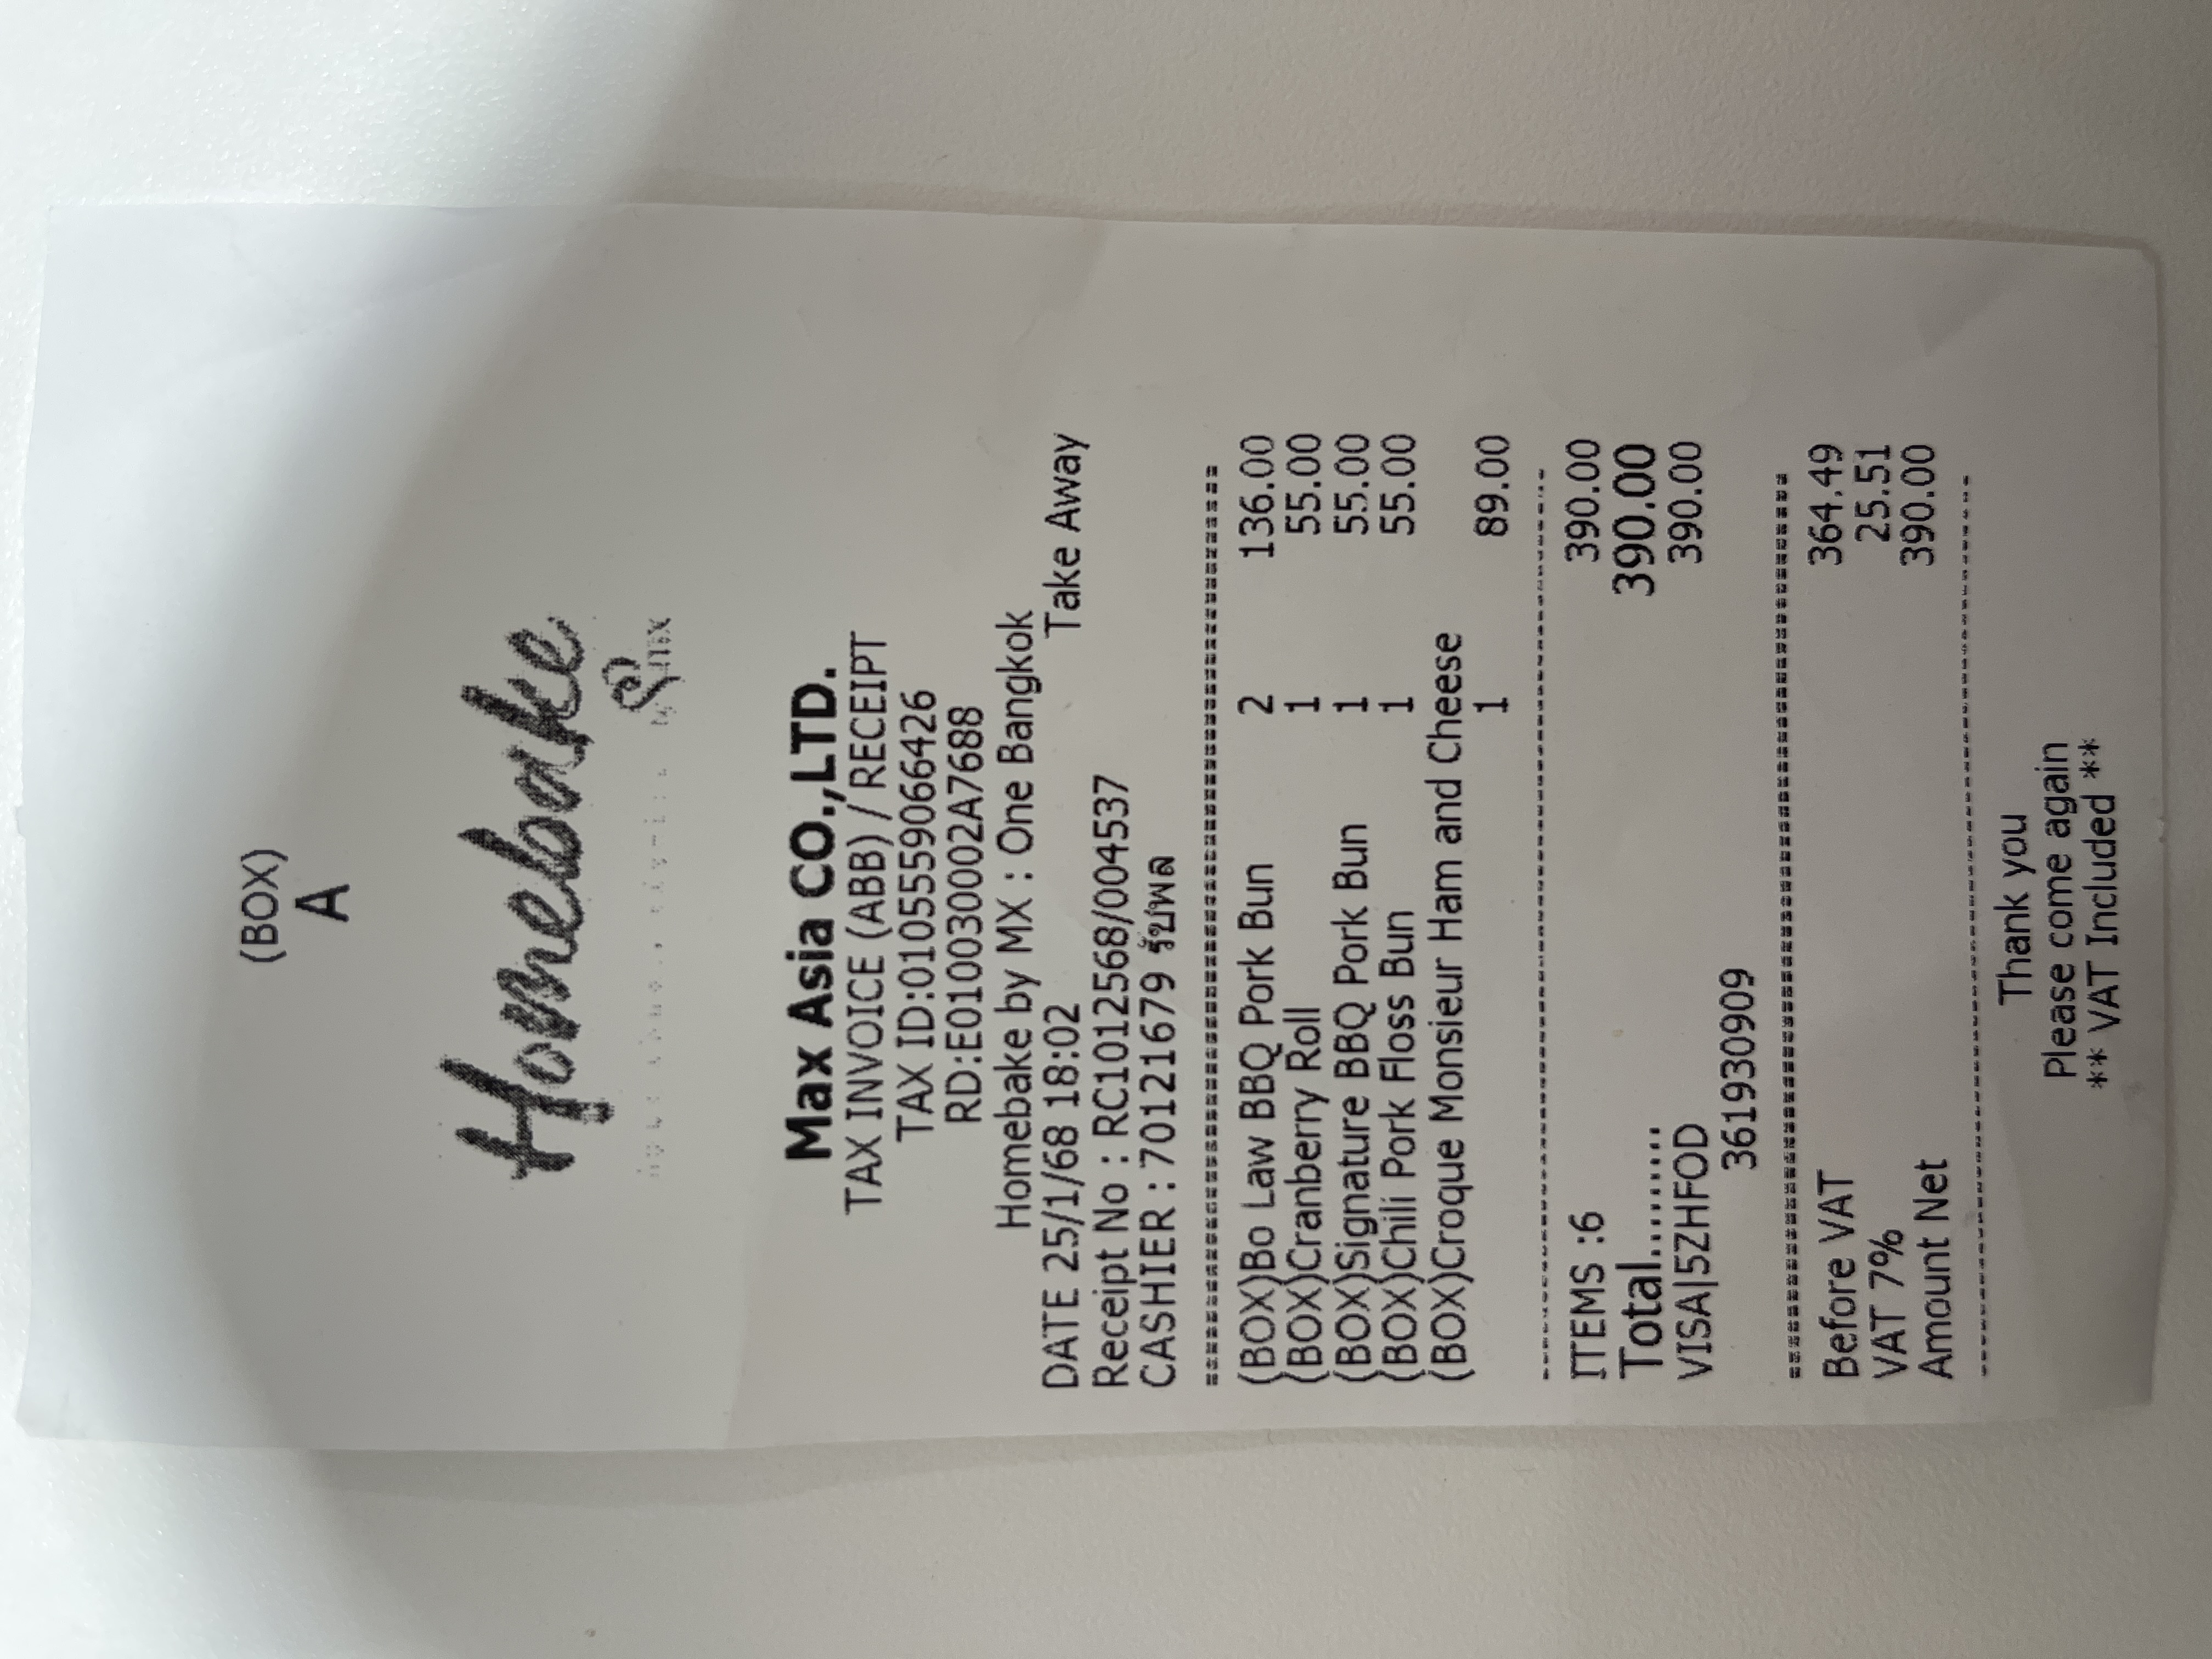 (BOX)
A
Homebake
Max Asia CO.,LTD.
TAX INVOICE (ABB) / RECEIPT
TAX ID:0105559066426
RD:E010030002A7688
Homebake by MX : One Bangkok
DATE 25/1/68 18:02 Take Away
Receipt No : RC1012568/004537
CASHIER : 70121679 รัชพล
(BOX)Bo Law BBQ Pork Bun 2 136.00
(BOX)Cranberry Roll 1 55.00
(BOX)Signature BBQ Pork Bun 1 55.00
(BOX)Chili Pork Floss Bun 1 55.00
(BOX)Croque Monsieur Ham and Cheese
1 89.00
ITEMS :6 390.00
Total......... 390.00
VISA|5ZHFOD 390.00
361930909
Before VAT 364.49
VAT 7% 25.51
Amount Net 390.00
Thank you
Please come again
** VAT Included **